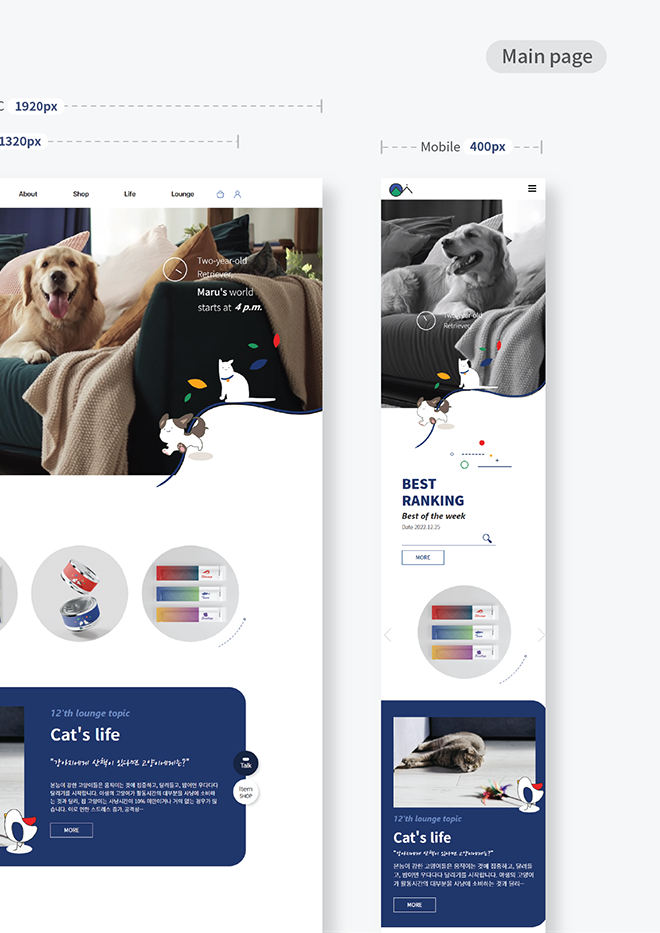 Main page
C 1920px
1320px
Mobile 400px
About Shop Life Lounge
Two-year-old
Retriever,
Maru's world
starts at 4 p.m.
Two-year-old
Retriever,
BEST
RANKING
Best of the week
Date 2022.12.25
MORE
12'th lounge topic
Cat's life
"강아지에게 산책이 있다면 고양이에게는?"
본능이 강한 고양이들은 움직이는 것에 집중하고, 달려들고, 밤이면 우다다다
달리기를 시작합니다. 야생의 고양이가 활동시간의 대부분을 사냥에 소비하
는 것과 달리, 집 고양이는 사냥시간이 10% 미만이거나 거의 없는 경우가 많
습니다. 이로 인한 스트레스 증가, 공격성···
MORE
Talk
Item
SHOP
12'th lounge topic
Cat's life
"강아지에게 산책이 있다면 고양이에게는?"
본능이 강한 고양이들은 움직이는 것에 집중하고, 달려들
고, 밤이면 우다다다 달리기를 시작합니다. 야생의 고양이
가 활동시간의 대부분을 사냥에 소비하는 것과 달리···
MORE